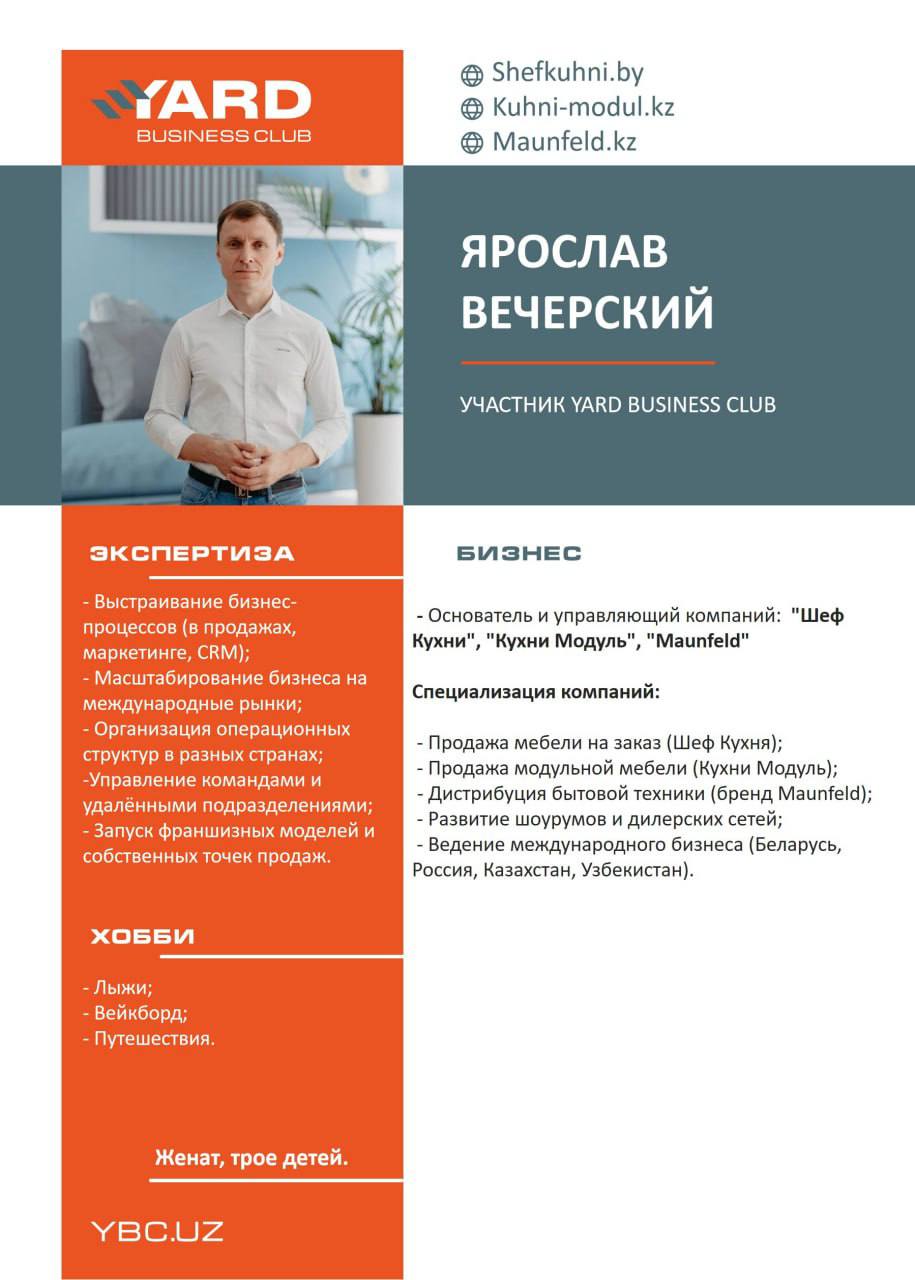 YARD
BUSINESS CLUB
Shefkuhni.by
Kuhni-modul.kz
Maunfeld.kz
ЯРОСЛАВ
ВЕЧЕРСКИЙ
УЧАСТНИК YARD BUSINESS CLUB
ЭКСПЕРТИЗА
- Выстраивание бизнес-
процессов (в продажах,
маркетинге, CRM);
- Масштабирование бизнеса на
международные рынки;
- Организация операционных
структур в разных странах;
-Управление командами и
удалёнными подразделениями;
- Запуск франшизных моделей и
собственных точек продаж.
ХОББИ
- Лыжи;
- Вейкборд;
- Путешествия.
Женат, трое детей.
YBC.UZ
БИЗНЕС
- Основатель и управляющий компаний: "Шеф
Кухни", "Кухни Модуль", "Maunfeld"
Специализация компаний:
- Продажа мебели на заказ (Шеф Кухня);
- Продажа модульной мебели (Кухни Модуль);
- Дистрибуция бытовой техники (бренд Maunfeld);
- Развитие шоурумов и дилерских сетей;
- Ведение международного бизнеса (Беларусь,
Россия, Казахстан, Узбекистан).